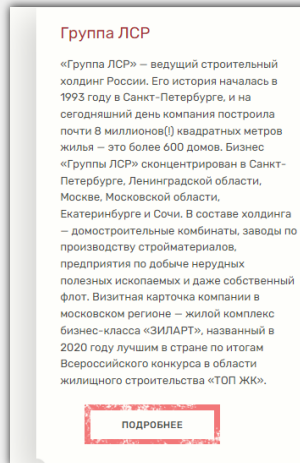 Группа ЛСР
«Группа ЛСР» — ведущий строительный
холдинг России. Его история началась в
1993 году в Санкт-Петербурге, и на
сегодняшний день компания построила
почти 8 миллионов(!) квадратных метров
жилья — это более 600 домов. Бизнес
«Группы ЛСР» сконцентрирован в Санкт-
Петербурге, Ленинградской области,
Москве, Московской области,
Екатеринбурге и Сочи. В составе холдинга
— домостроительные комбинаты, заводы по
производству стройматериалов,
предприятия по добыче нерудных
полезных ископаемых и даже собственный
флот. Визитная карточка компании в
московском регионе — жилой комплекс
бизнес-класса «ЗИЛАРТ», названный в
2020 году лучшим в стране по итогам
Всероссийского конкурса в области
жилищного строительства «ТОП ЖК».
ПОДРОБНЕЕ